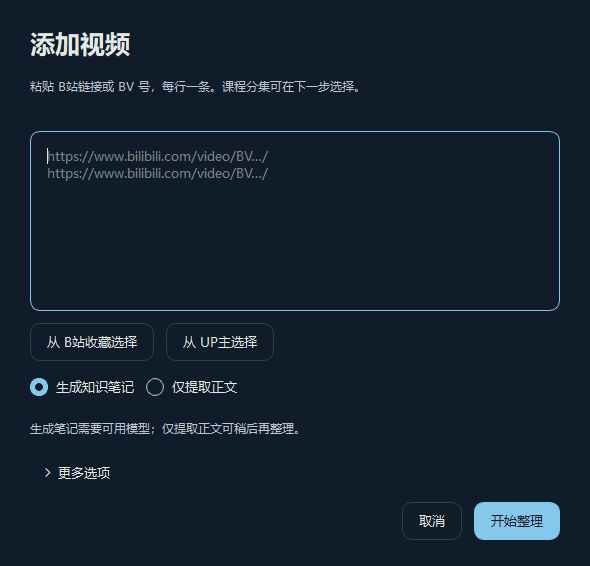 添加视频
粘贴 B站链接或 BV 号，每行一条。课程分集可在下一步选择。
https://www.bilibili.com/video/BV.../
https://www.bilibili.com/video/BV.../
从 B站收藏选择 从 UP主选择
生成知识笔记 仅提取正文
生成笔记需要可用模型；仅提取正文可稍后再整理。
更多选项
取消 开始整理